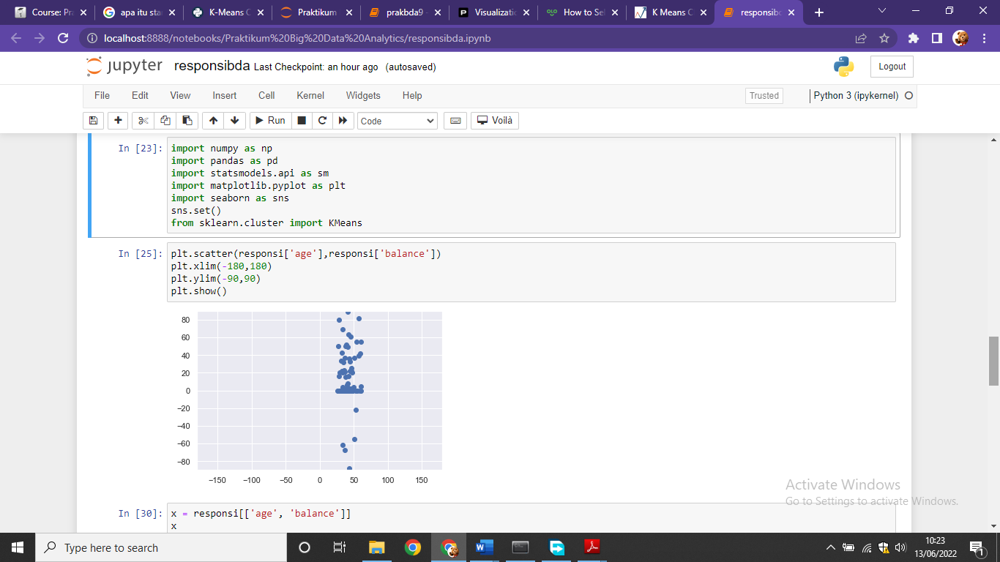 Course: Pra
apa itu sta
K-Means C
Praktikum
prakbda9 -
Visualizatio
OLO How to Sel
K Means C
responsibd
localhost:8888/notebooks/Praktikum%20Big%20Data%20Analytics/responsibda.ipynb
jupyter responsibda Last Checkpoint: an hour ago (autosaved)
Logout
File Edit View Insert Cell Kernel Widgets Help
Trusted
Python 3 (ipykernel)
Run
Code
Voilà
In [23]:
import numpy as np
import pandas as pd
import statsmodels.api as sm
import matplotlib.pyplot as plt
import seaborn as sns
sns.set()
from sklearn.cluster import KMeans
In [25]:
plt.scatter(responsi['age'],responsi['balance'])
plt.xlim(-180,180)
plt.ylim(-90,90)
plt.show()
80
60
40
20
0
−20
−40
−60
−80
−150 −100 −50 0 50 100 150
In [30]:
x = responsi[['age', 'balance']]
x
Activate Windows
Go to Settings to activate Windows.
Type here to search
10:23
13/06/2022
1